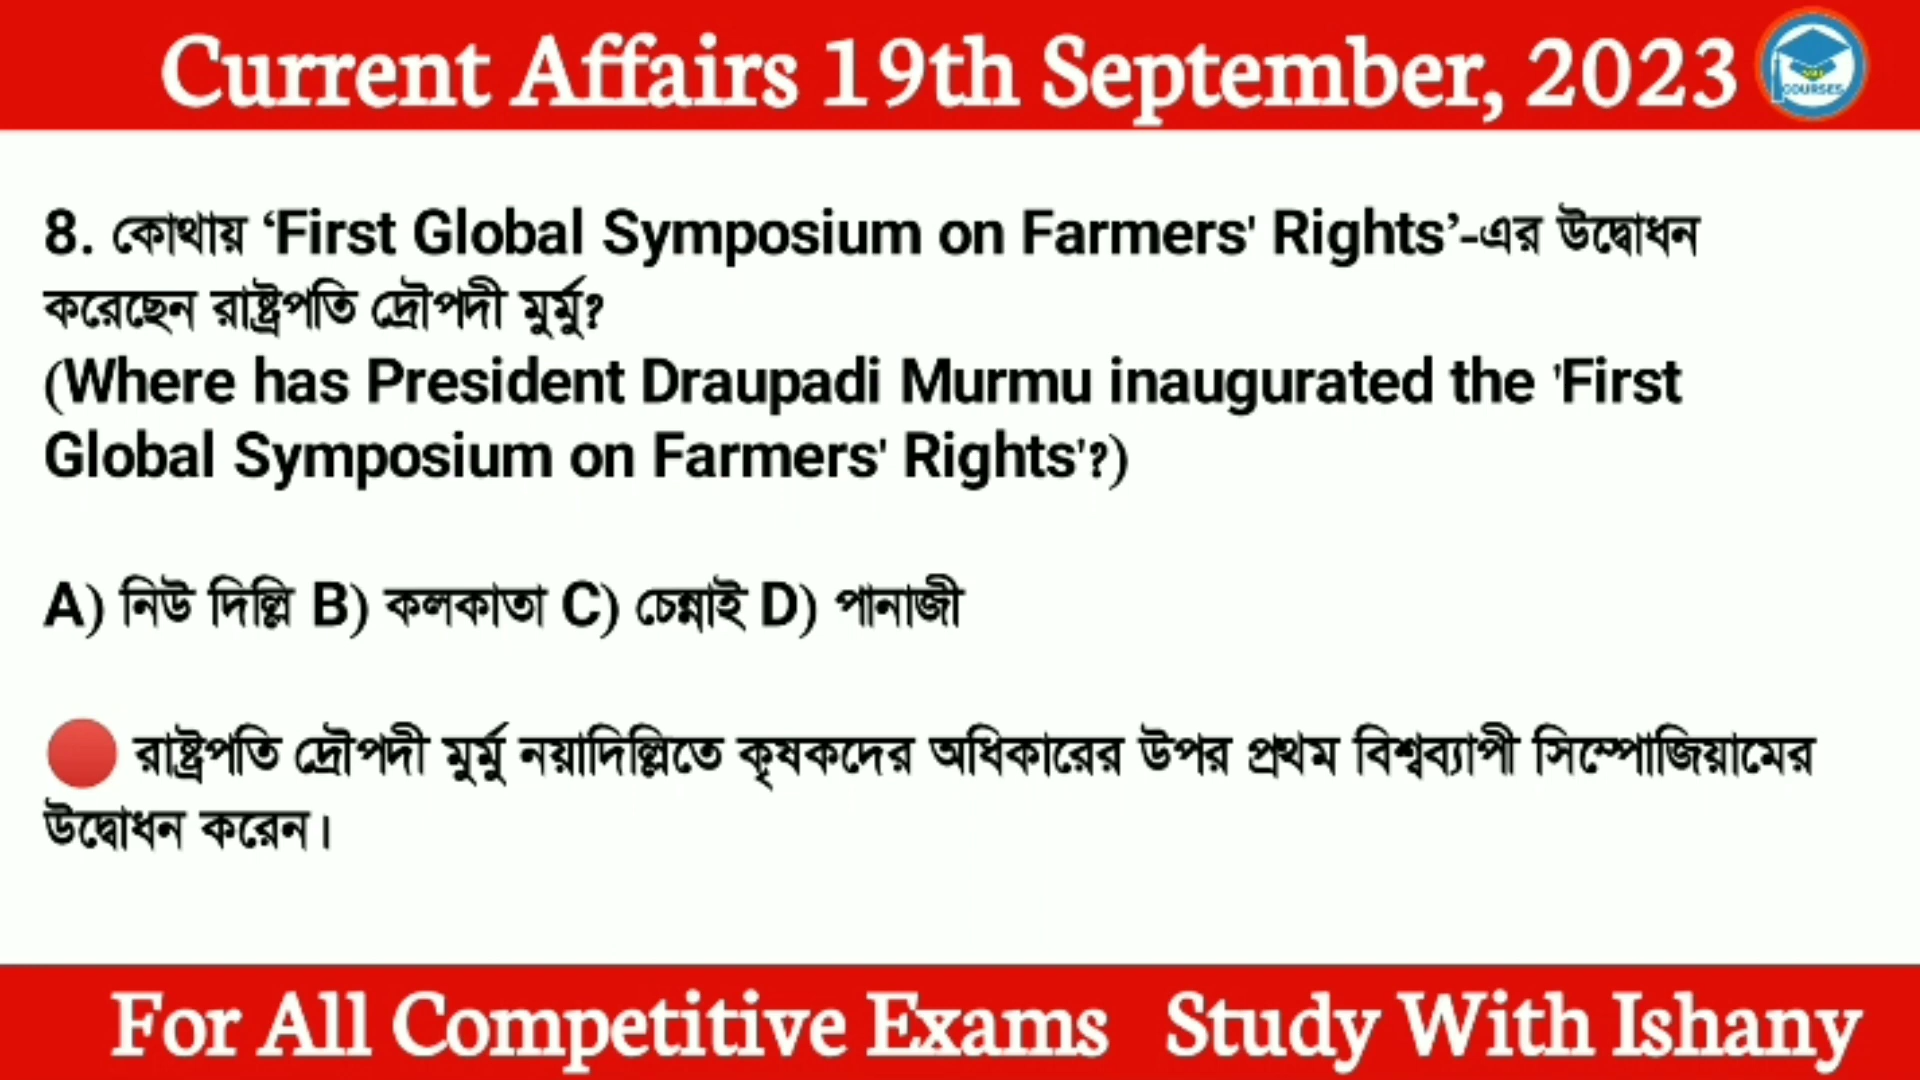 Current Affairs 19th September, 2023
COURSES
8. কোথায় ‘First Global Symposium on Farmers' Rights’-এর উদ্বোধন
করেছেন রাষ্ট্রপতি দ্রৌপদী মুর্মু?
(Where has President Draupadi Murmu inaugurated the 'First
Global Symposium on Farmers' Rights'?)
A) নিউ দিল্লি B) কলকাতা C) চেন্নাই D) পানাজী
রাষ্ট্রপতি দ্রৌপদী মুর্মু নয়াদিল্লিতে কৃষকদের অধিকারের উপর প্রথম বিশ্বব্যাপী সিম্পোজিয়ামের
উদ্বোধন করেন।
For All Competitive Exams Study With Ishany